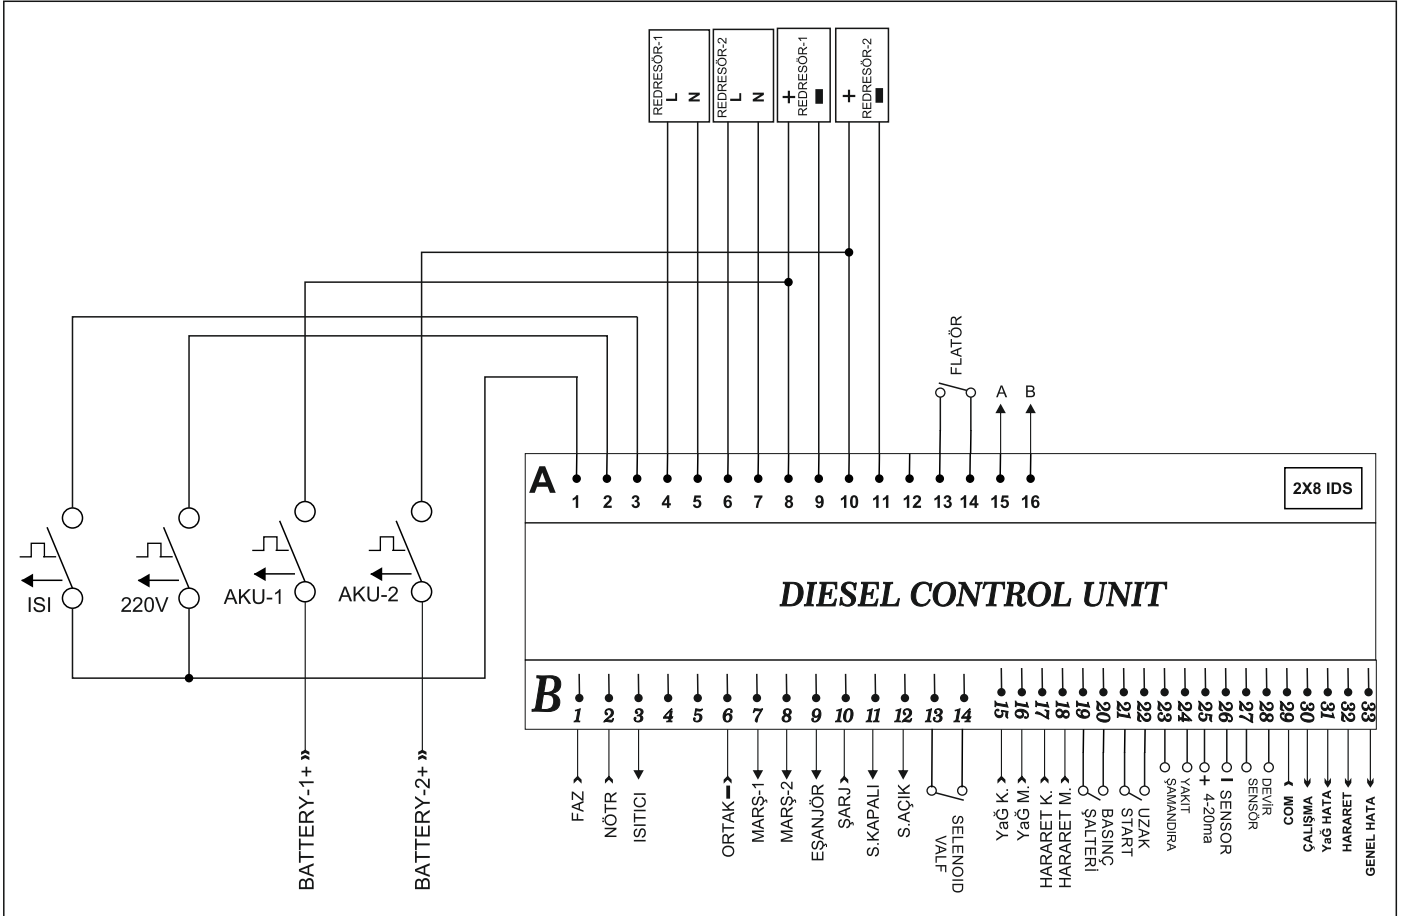 REDRESÖR-1
L
N
REDRESÖR-2
L
N
+
REDRESÖR-1
-
+
REDRESÖR-2
-
FLATÖR
A
B
A
1
2
3
4
5
6
7
8
9
10
11
12
13
14
15
16
2X8 IDS
ISI
220V
AKU-1
AKU-2
DIESEL CONTROL UNIT
B
1
2
3
4
5
6
7
8
9
10
11
12
13
14
15
16
17
18
19
20
21
22
23
24
25
26
27
28
29
30
31
32
33
BATTERY-1+
BATTERY-2+
FAZ
NÖTR
ISITICI
ORTAK-
MARŞ-1
MARŞ-2
EŞANJÖR
ŞARJ
S.KAPALI
S.AÇIK
SELENOID
VALF
YaĞ K.
YaĞ M.
HARARET K.
HARARET M.
BASINÇ
ŞALTERİ
UZAK
START
YAKIT
ŞAMANDIRA
+ 4-20ma
- SENSOR
DEVİR
SENSÖR
COM
ÇALIŞMA
YaĞ HATA
HARARET
GENEL HATA